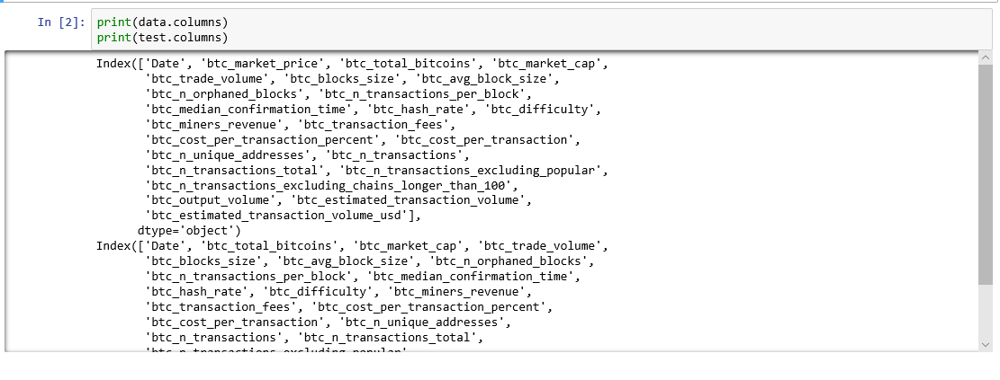 In [2]: print(data.columns)
print(test.columns)
Index(['Date', 'btc_market_price', 'btc_total_bitcoins', 'btc_market_cap',
'btc_trade_volume', 'btc_blocks_size', 'btc_avg_block_size',
'btc_n_orphaned_blocks', 'btc_n_transactions_per_block',
'btc_median_confirmation_time', 'btc_hash_rate', 'btc_difficulty',
'btc_miners_revenue', 'btc_transaction_fees',
'btc_cost_per_transaction_percent', 'btc_cost_per_transaction',
'btc_n_unique_addresses', 'btc_n_transactions',
'btc_n_transactions_total', 'btc_n_transactions_excluding_popular',
'btc_n_transactions_excluding_chains_longer_than_100',
'btc_output_volume', 'btc_estimated_transaction_volume',
'btc_estimated_transaction_volume_usd'],
dtype='object')
Index(['Date', 'btc_total_bitcoins', 'btc_market_cap', 'btc_trade_volume',
'btc_blocks_size', 'btc_avg_block_size', 'btc_n_orphaned_blocks',
'btc_n_transactions_per_block', 'btc_median_confirmation_time',
'btc_hash_rate', 'btc_difficulty', 'btc_miners_revenue',
'btc_transaction_fees', 'btc_cost_per_transaction_percent',
'btc_cost_per_transaction', 'btc_n_unique_addresses',
'btc_n_transactions', 'btc_n_transactions_total',
'btc_n_transactions_excluding_popular',